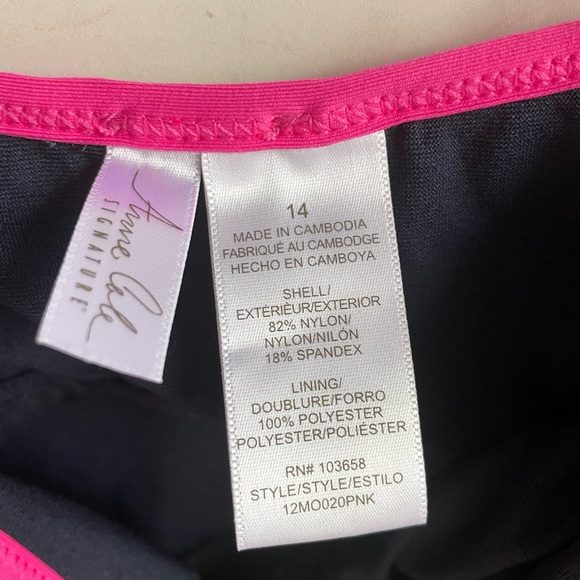 Anne Cole
SIGNATURE
14
MADE IN CAMBODIA
FABRIQUÉ AU CAMBODGE
HECHO EN CAMBOYA
SHELL/
EXTÉRIEUR/EXTERIOR
82% NYLON/
NYLON/NILÓN
18% SPANDEX
LINING/
DOUBLURE/FORRO
100% POLYESTER
POLYESTER/POLIÉSTER
RN# 103658
STYLE/STYLE/ESTILO
12MO020PNK